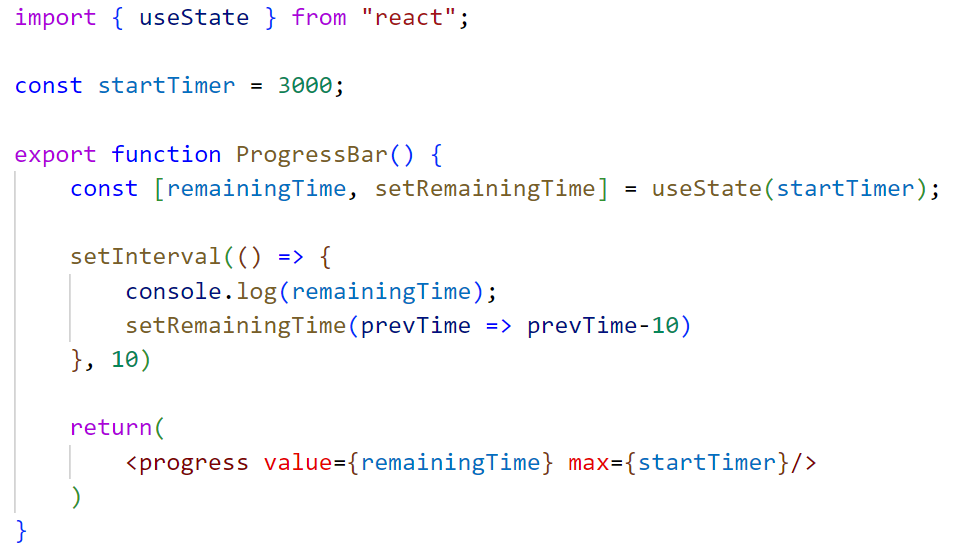 import { useState } from "react";

const startTimer = 3000;

export function ProgressBar() {
    const [remainingTime, setRemainingTime] = useState(startTimer);

    setInterval(() => {
        console.log(remainingTime);
        setRemainingTime(prevTime => prevTime-10)
    }, 10)

    return(
        <progress value={remainingTime} max={startTimer}/>
    )
}